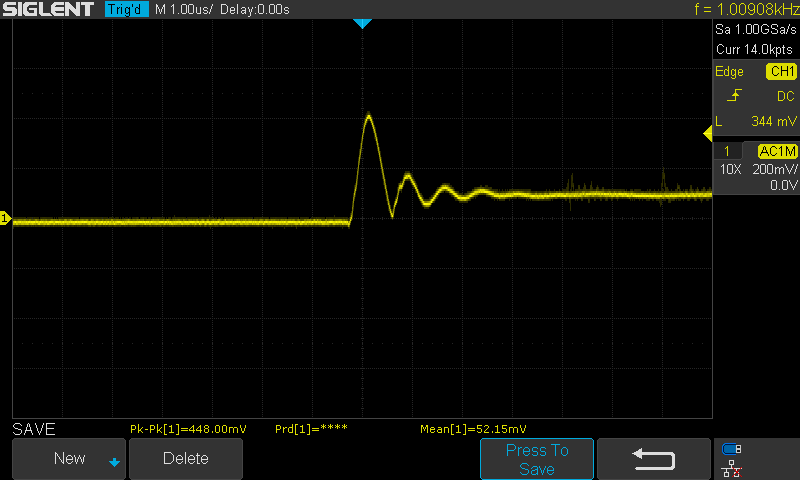 SIGLENT Trig'd M 1.00us/ Delay:0.00s f = 1.00908kHz
Sa 1.00GSa/s
Curr 14.0kpts
Edge CH1
DC
L 344 mV
1 AC1M
10X 200mV/
0.0V
1
SAVE Pk-Pk[1]=448.00mV Prd[1]=**** Mean[1]=52.15mV
New Delete Press To Save